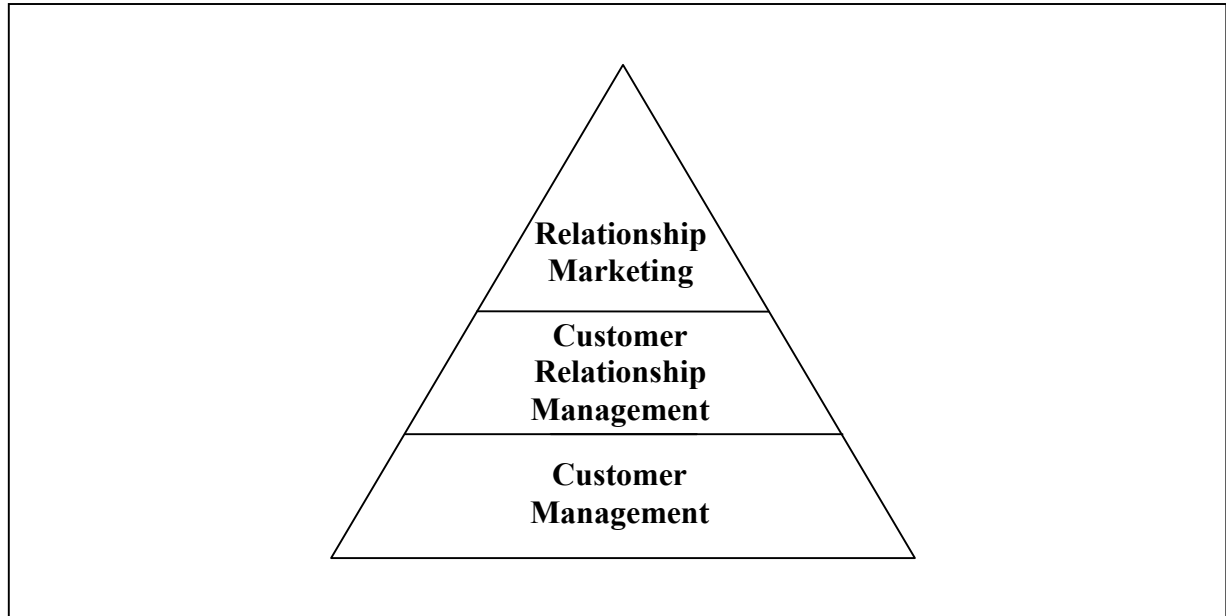 Relationship
Marketing
Customer
Relationship
Management
Customer
Management